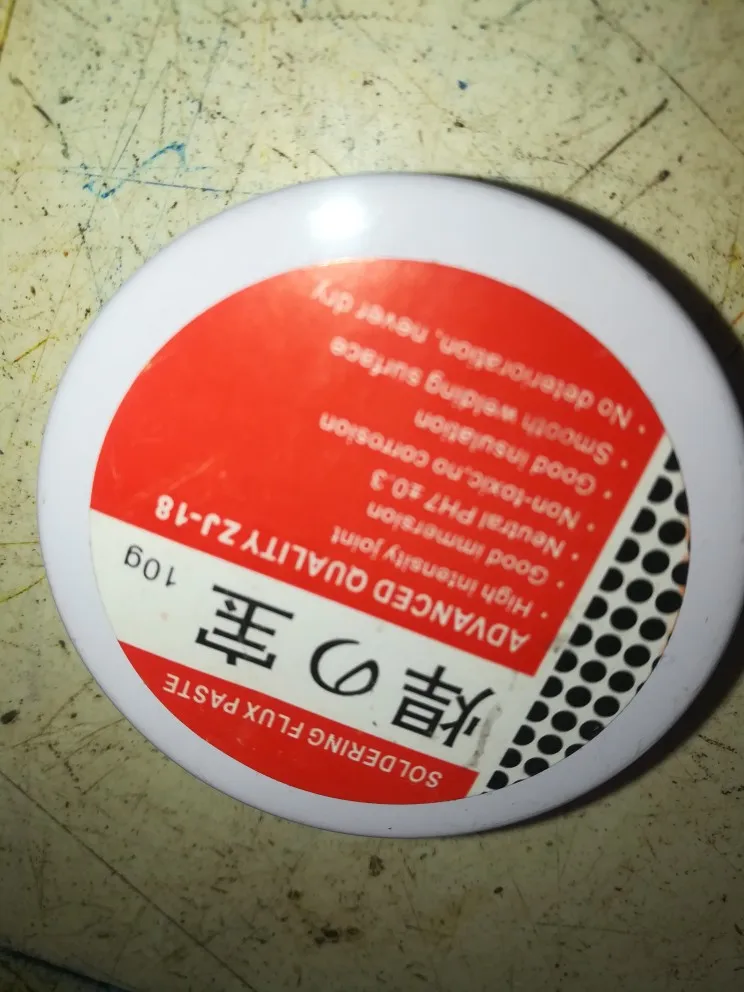 SOLDERING FLUX PASTE
焊の宝 10g
ADVANCED QUALITY ZJ-18
• High intensity joint
• Good immersion
• Neutral PH7 ±0.3
• Non-toxic,no corrosion
• Good insulation
• Smooth welding surface
• No deterioration, never dry